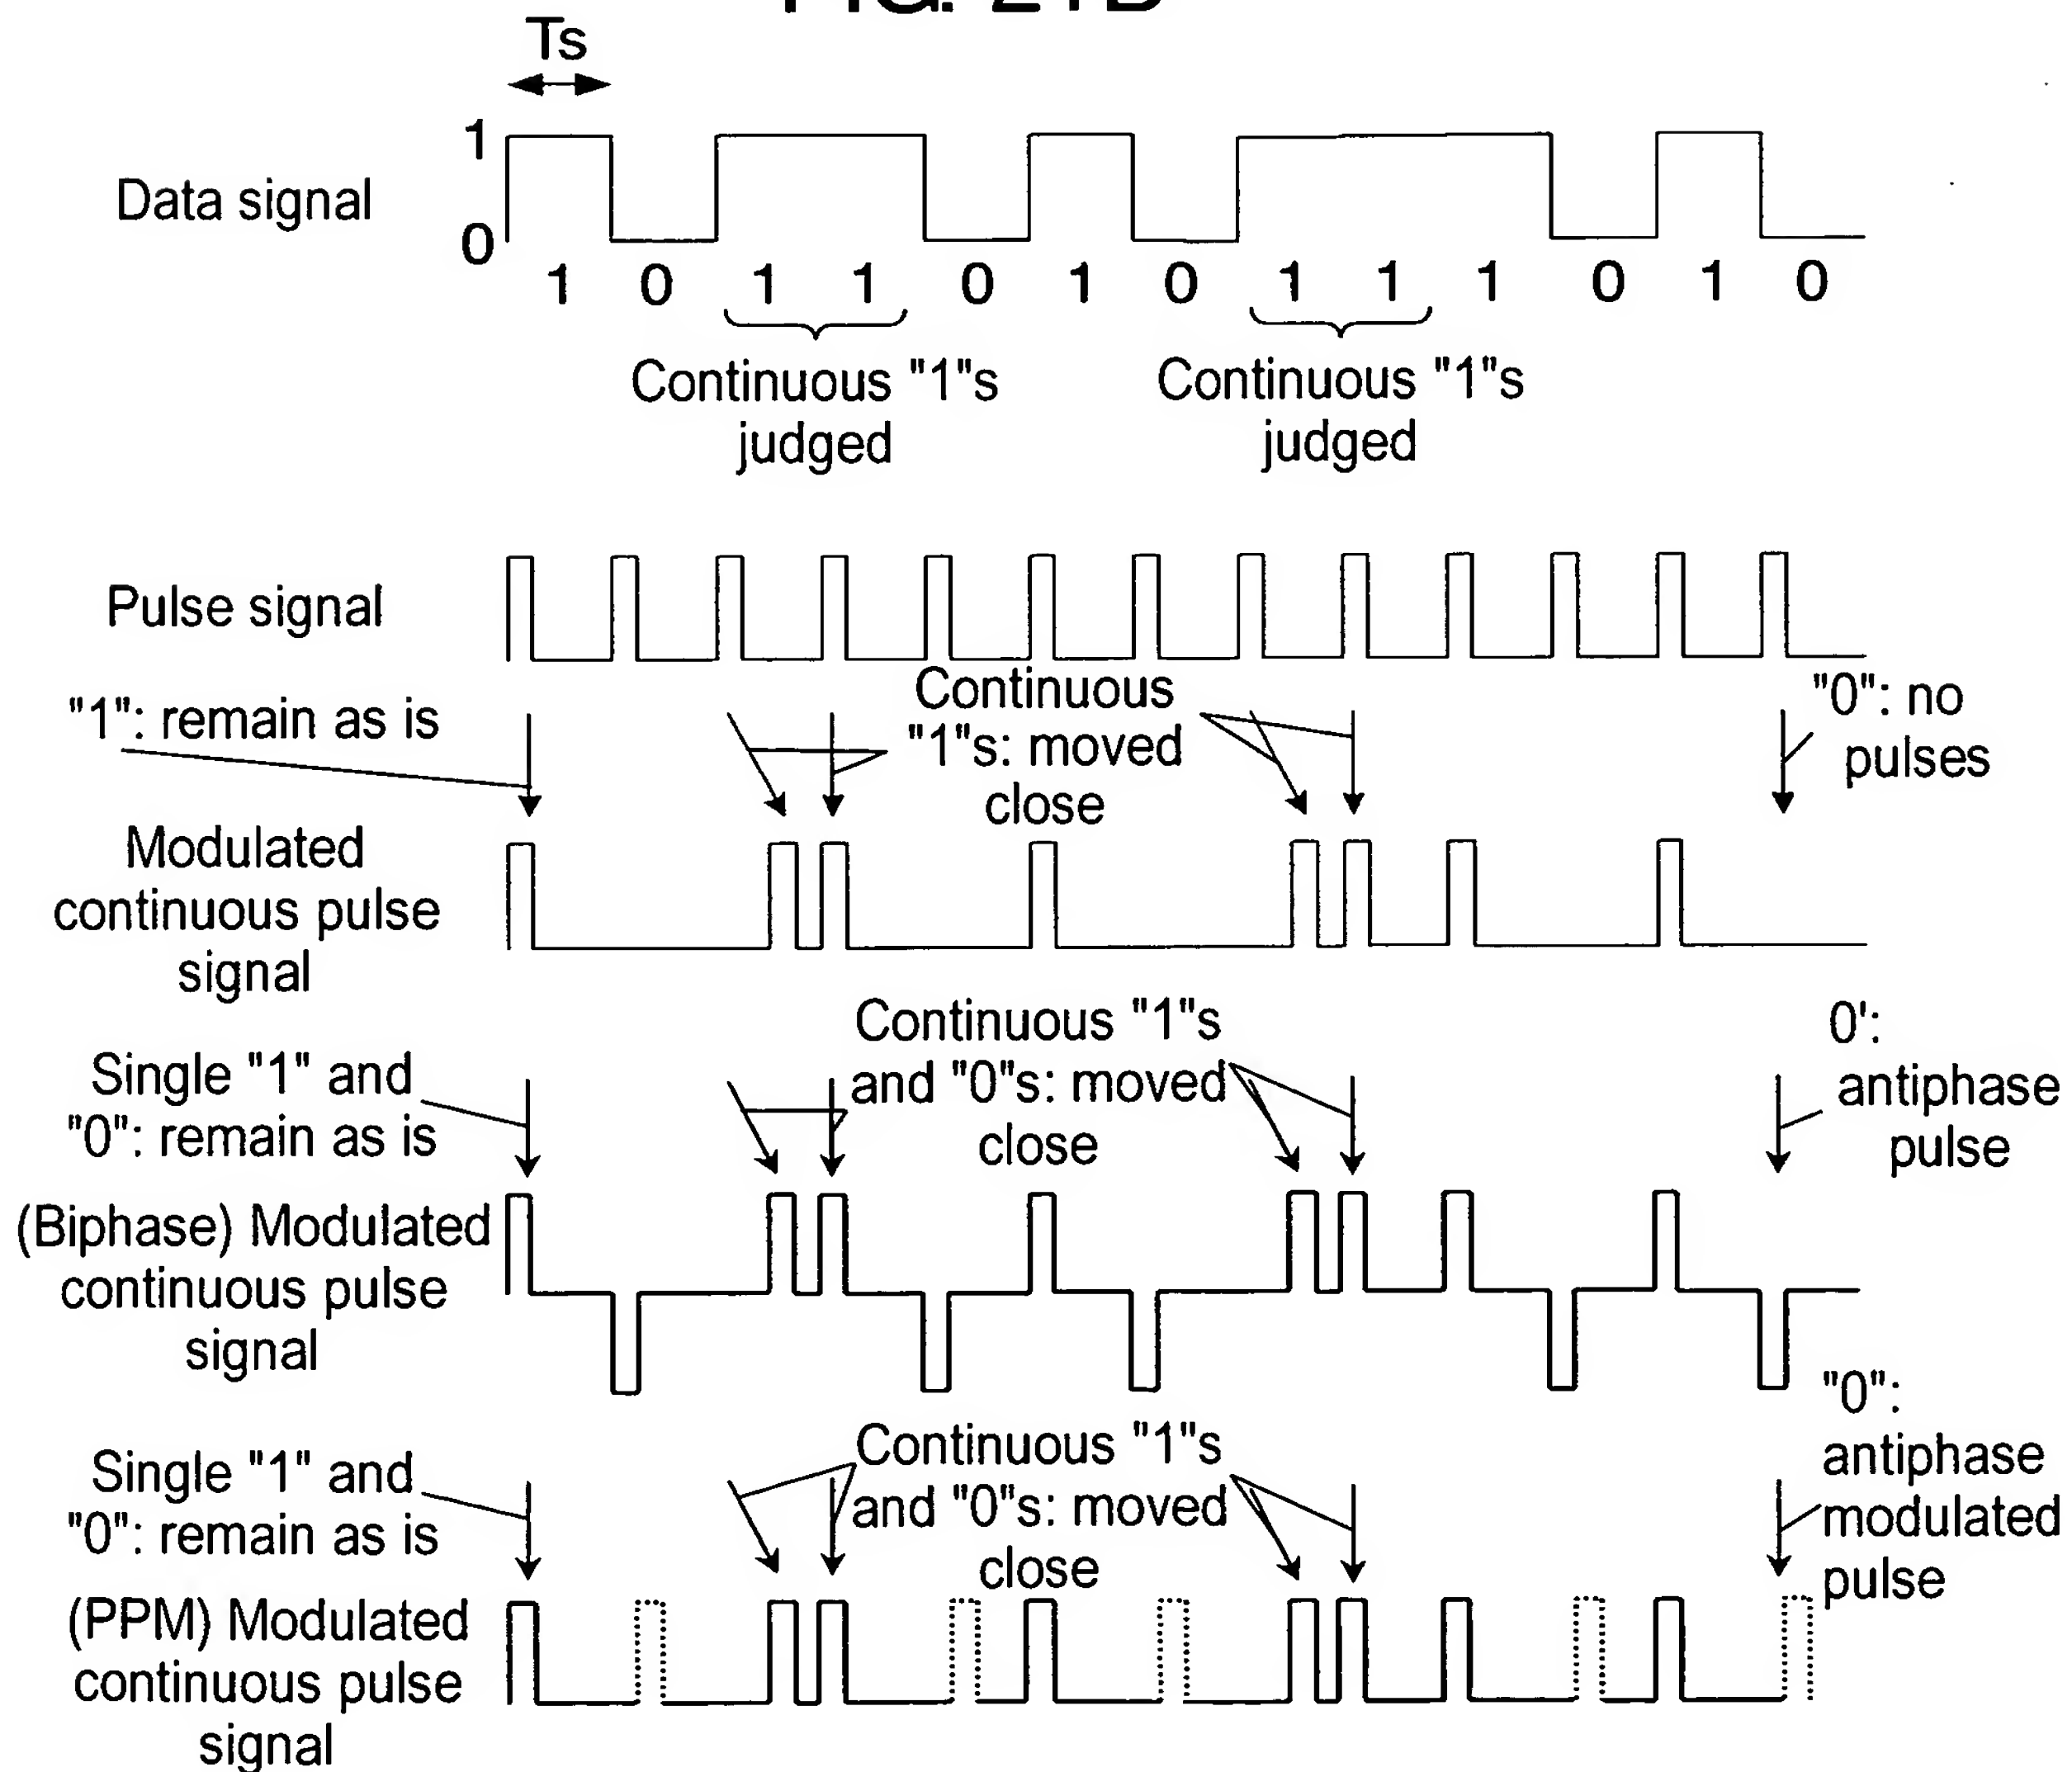 Ts
1
Data signal
0
1 0 1 1 0 1 0 1 1 1 0 1 0
Continuous "1"s
judged
Continuous "1"s
judged
Pulse signal
"1": remain as is
Continuous
"1"s: moved
close
"0": no
pulses
Modulated
continuous pulse
signal
Single "1" and
"0": remain as is
Continuous "1"s
and "0"s: moved
close
0':
antiphase
pulse
(Biphase) Modulated
continuous pulse
signal
Single "1" and
"0": remain as is
Continuous "1"s
and "0"s: moved
close
"0":
antiphase
modulated
pulse
(PPM) Modulated
continuous pulse
signal